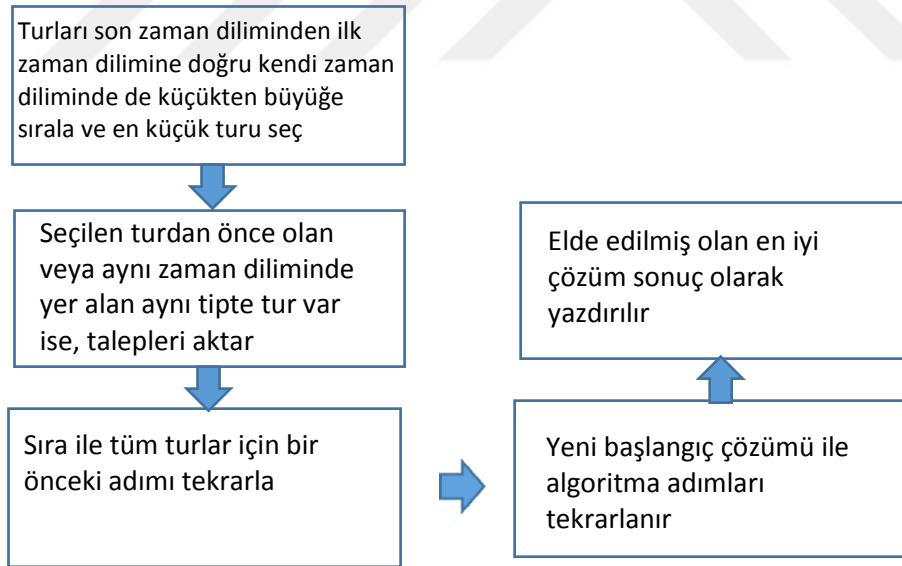 Turları son zaman diliminden ilk
zaman dilimine doğru kendi zaman
diliminde de küçükten büyüğe
sırala ve en küçük turu seç
Seçilen turdan önce olan
veya aynı zaman diliminde
yer alan aynı tipte tur var
ise, talepleri aktar
Sıra ile tüm turlar için bir
önceki adımı tekrarla
Yeni başlangıç çözümü ile
algoritma adımları
tekrarlanır
Elde edilmiş olan en iyi
çözüm sonuç olarak
yazdırılır